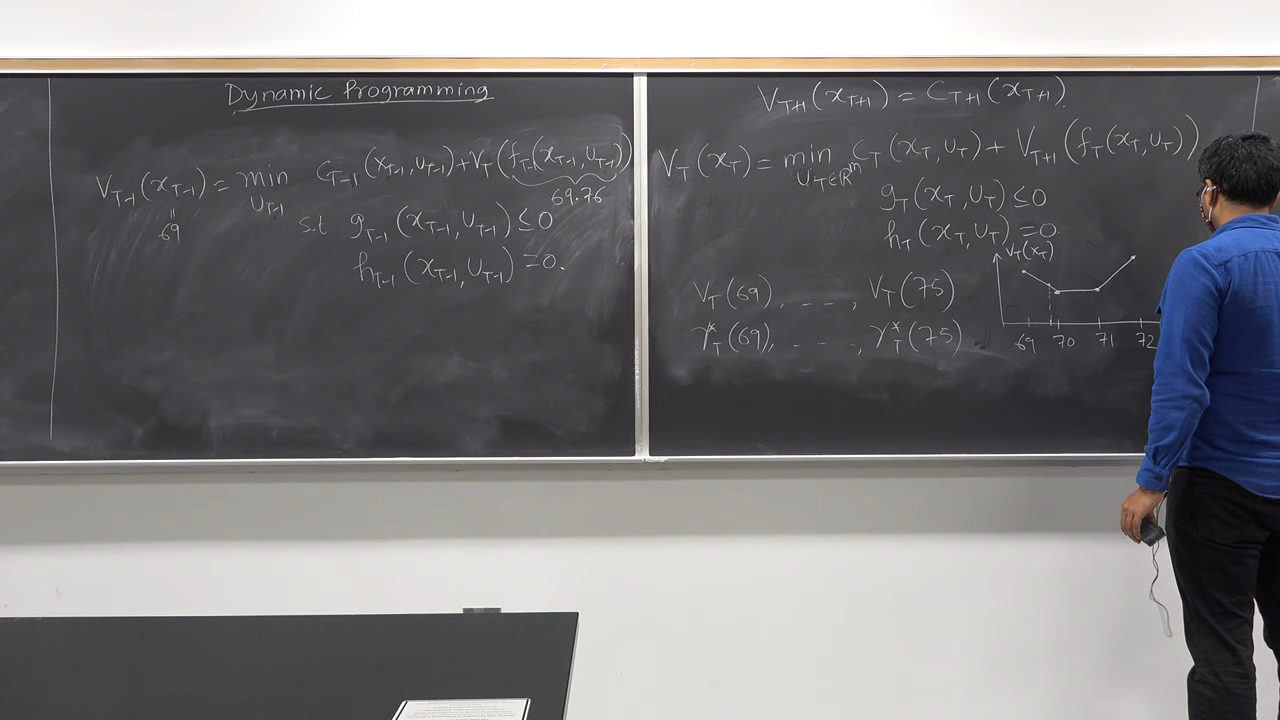 Dynamic Programming
V_{T-1}(x_{T-1}) = min_{U_{T-1}} C_{T-1}(x_{T-1}, U_{T-1}) + V_T(f_{T-1}(x_{T-1}, U_{T-1}))
69
69.76
s.t g_{T-1}(x_{T-1}, U_{T-1}) ≤ 0
h_{T-1}(x_{T-1}, U_{T-1}) = 0.
V_{T+1}(x_{T+1}) = C_{T+1}(x_{T+1}).
V_T(x_T) = min_{U_T∈R^m} C_T(x_T, U_T) + V_{T+1}(f_T(x_T, U_T))
g_T(x_T, U_T) ≤ 0
h_T(x_T, U_T) = 0.
V_T(69), - - -, V_T(75)
γ*_T(69), - - -, γ*_T(75)
V_T(x_T)
69 70 71 72